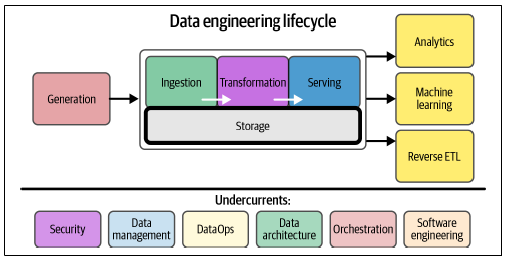 Data engineering lifecycle
Generation
Ingestion
Transformation
Serving
Storage
Analytics
Machine
learning
Reverse ETL
Undercurrents:
Security
Data
management
DataOps
Data
architecture
Orchestration
Software
engineering